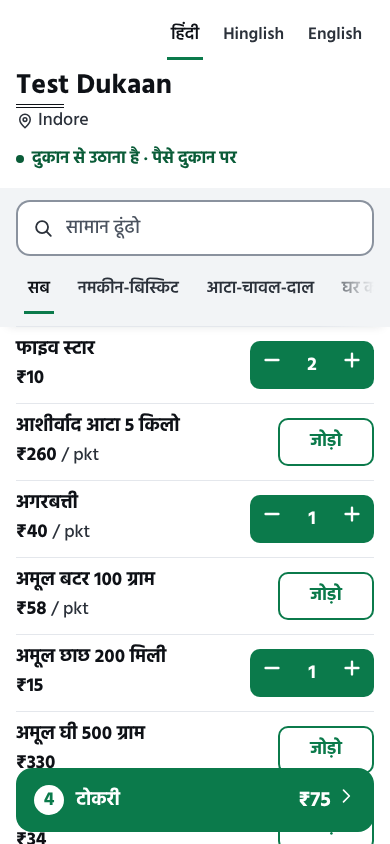 हिंदी Hinglish English
Test Dukaan
Indore
दुकान से उठाना है · पैसे दुकान पर
सामान ढूंढो
सब नमकीन-बिस्किट आटा-चावल-दाल घर
फाइव स्टार
₹10
− 2 +
आशीर्वाद आटा 5 किलो
₹260 / pkt
जोड़ो
अगरबत्ती
₹40 / pkt
− 1 +
अमूल बटर 100 ग्राम
₹58 / pkt
जोड़ो
अमूल छाछ 200 मिली
₹15
− 1 +
अमूल घी 500 ग्राम
₹330
जोड़ो
4 टोकरी ₹75
₹34